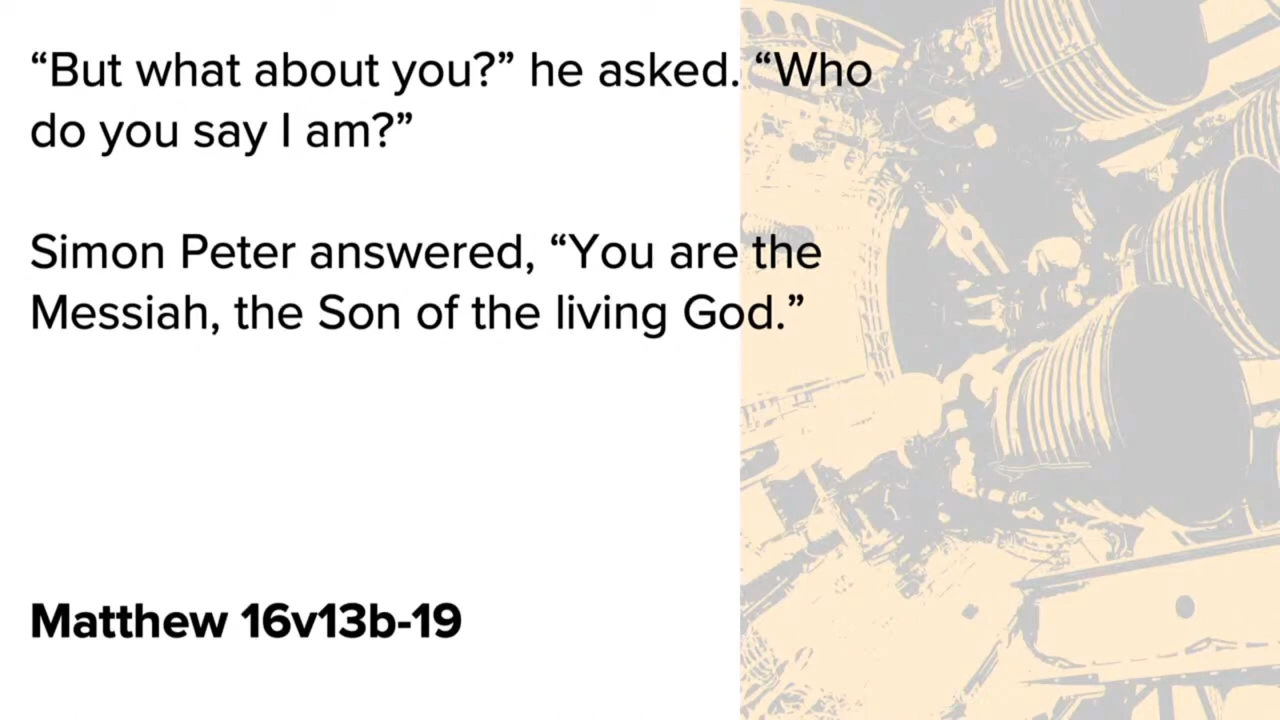 “But what about you?” he asked. “Who
do you say I am?”
Simon Peter answered, “You are the
Messiah, the Son of the living God.”
Matthew 16v13b-19